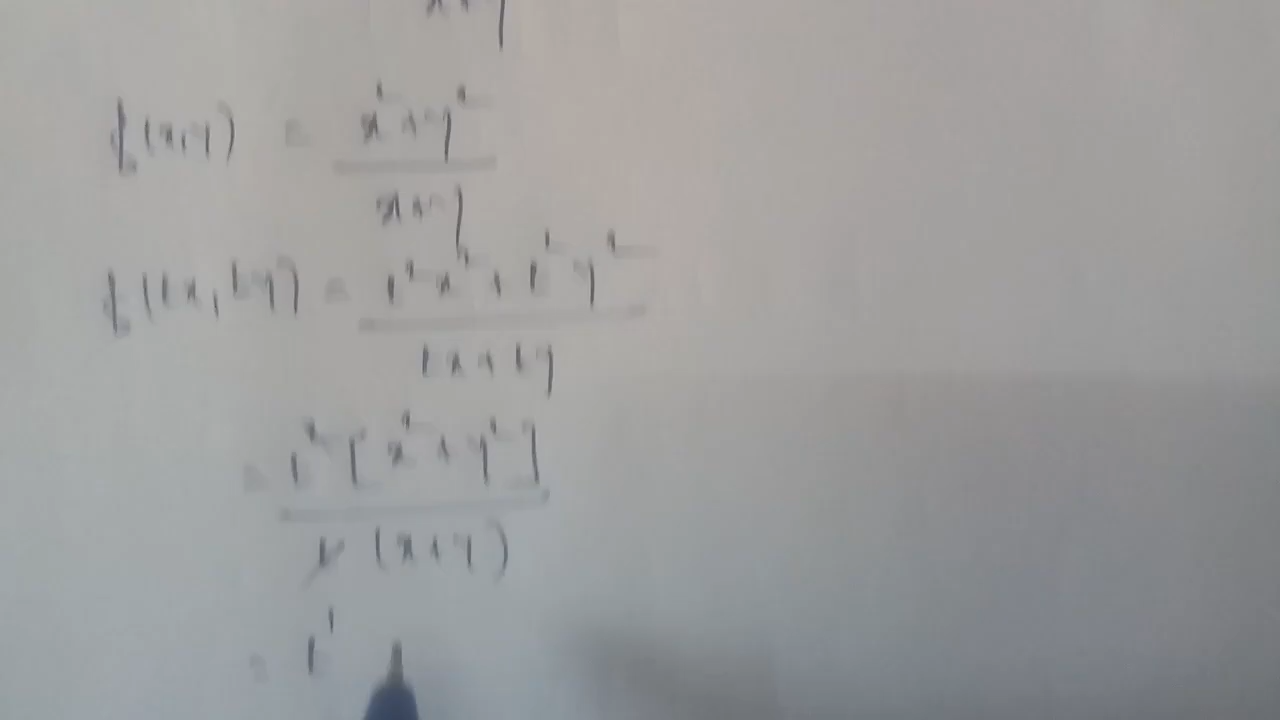 x+y
f(x,y) = x²+y² / x+y
f(tx, ty) = t²x² + t²y² / tx + ty
= t² [x² + y²] / t (x+y)
= t¹